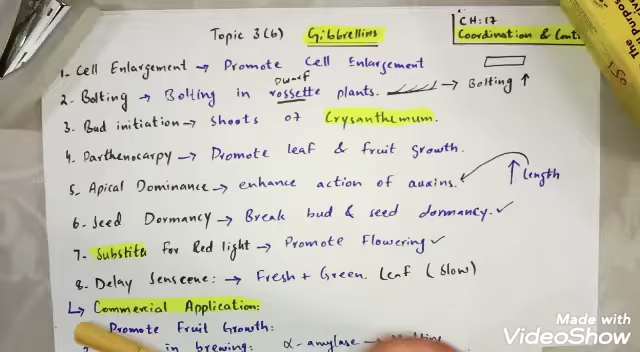 CH:17
Topic 3(b) Gibbrellins
Coordination & Cont
1- Cell Enlargement → Promote Cell Enlargement
dwarf
2. Bolting → Bolting in rossette plants. → Bolting ↑
3. Bud initiation → shoots of Crysanthemum.
4. Parthenocarpy → Promote leaf & fruit growth.
5. Apical Dominance → enhance action of auxins. ↑ length
6. Seed Dormancy → Break bud & seed dormancy. ✓
7. Substitu for Red light → Promote Flowering ✓
8. Delay Senscene: → Fresh + Green. Leaf (slow)
↳ Commercial Application:
Promote Fruit Growth:
in brewing: α-amylase →
Made with
VideoShow